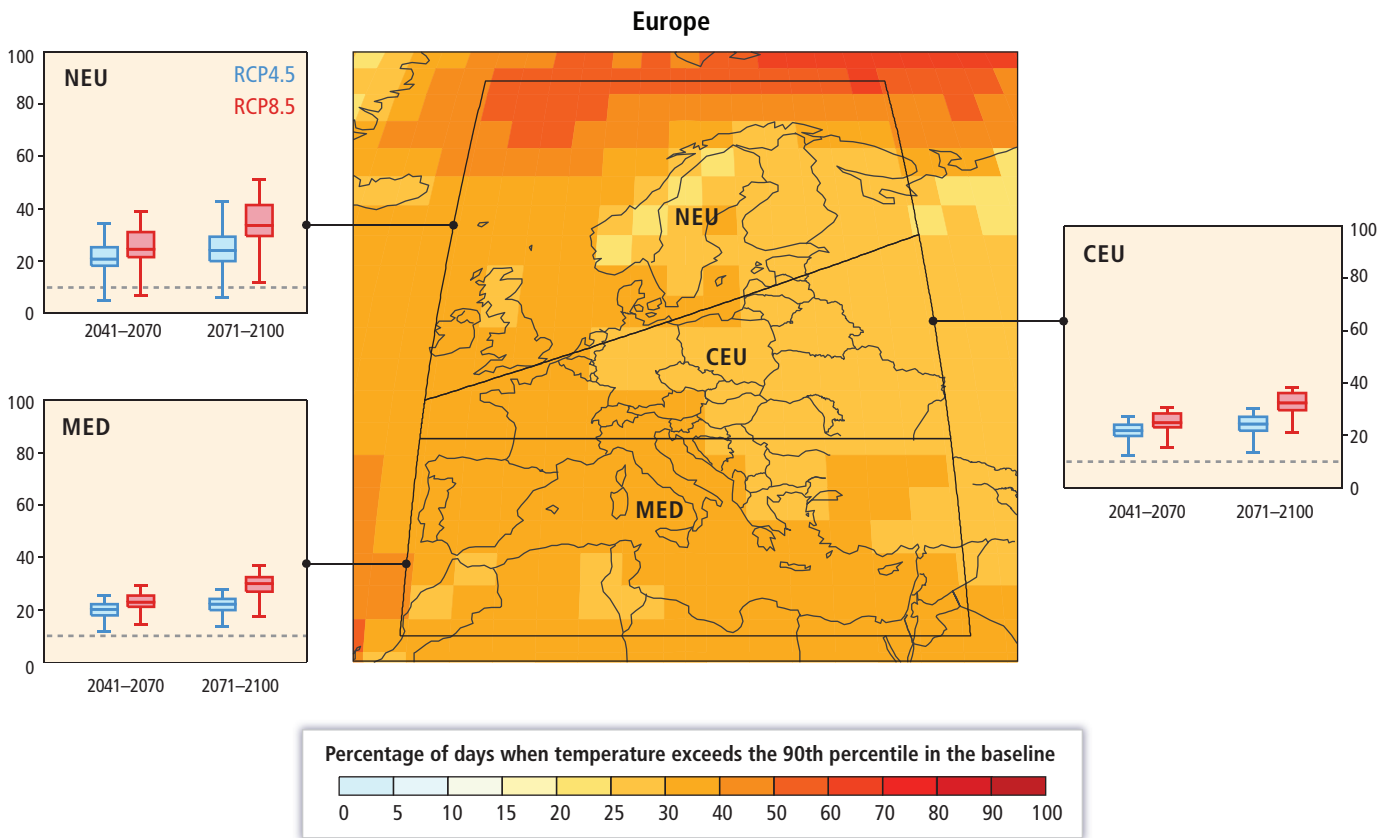 Europe
100
80
60
40
20
0
NEU
RCP4.5
RCP8.5
2041–2070
2071–2100
100
80
60
40
20
0
MED
2041–2070
2071–2100
NEU
CEU
MED
CEU
100
80
60
40
20
0
2041–2070
2071–2100
Percentage of days when temperature exceeds the 90th percentile in the baseline
0 5 10 15 20 25 30 40 50 60 70 80 90 100